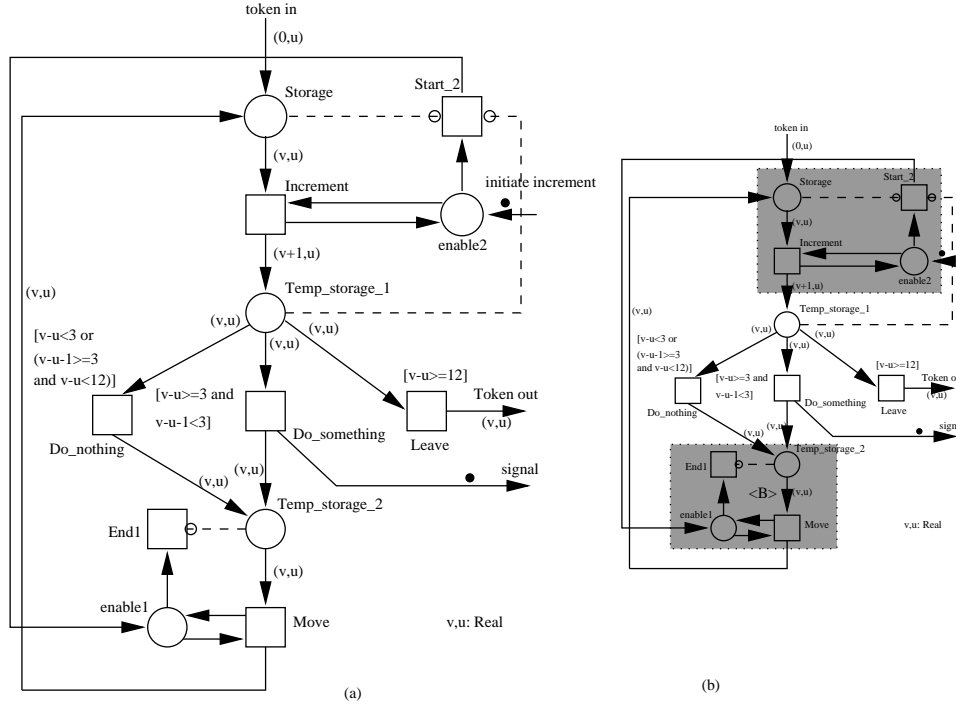 token in
(0,u)
Storage
Start_2
(v,u)
Increment
initiate increment
enable2
(v+1,u)
(v,u)
Temp_storage_1
(v,u)
(v,u)
(v,u)
[v-u<3 or
(v-u-1>=3
and v-u<12)]
[v-u>=3 and
v-u-1<3]
[v-u>=12]
Token out
(v,u)
Do_nothing
Do_something
Leave
(v,u)
(v,u)
signal
Temp_storage_2
End1
(v,u)
enable1
Move
v,u: Real
(a)
token in
(0,u)
Storage
Start_2
(v,u)
Increment
enable2
(v+1,u)
(v,u)
Temp_storage_1
(v,u)
(v,u)
(v,u)
[v-u<3 or
(v-u-1>=3
and v-u<12)]
[v-u>=3 and
v-u-1<3]
[v-u>=12]
Token out
(v,u)
Do_nothing
Do_something
Leave
(v,u)
(v,u)
signal
Temp_storage_2
End1
<B>
(v,u)
enable1
Move
v,u: Real
(b)